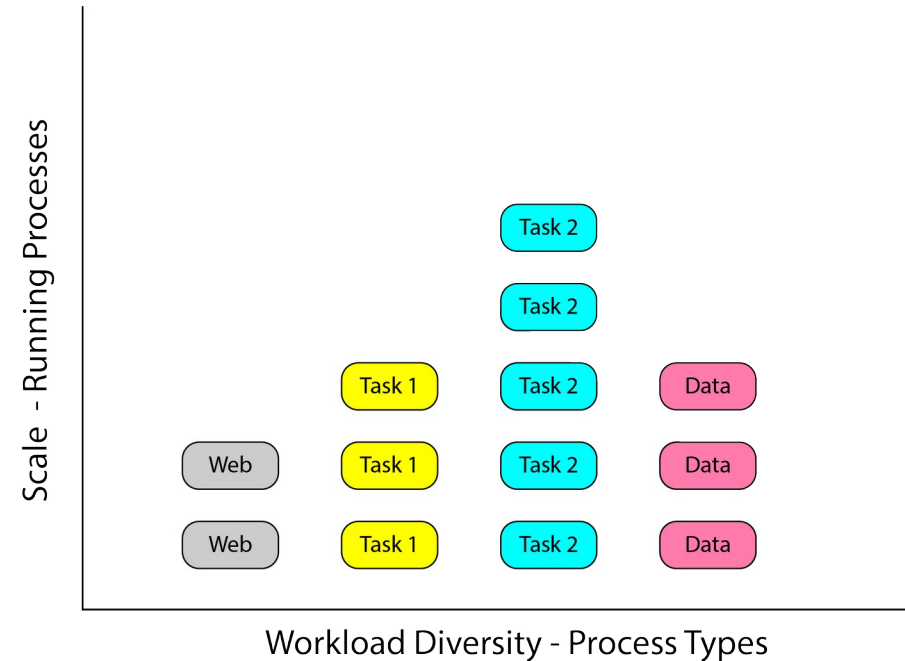 Scale - Running Processes
Task 2
Task 2
Task 1 Task 2 Data
Web Task 1 Task 2 Data
Web Task 1 Task 2 Data
Workload Diversity - Process Types